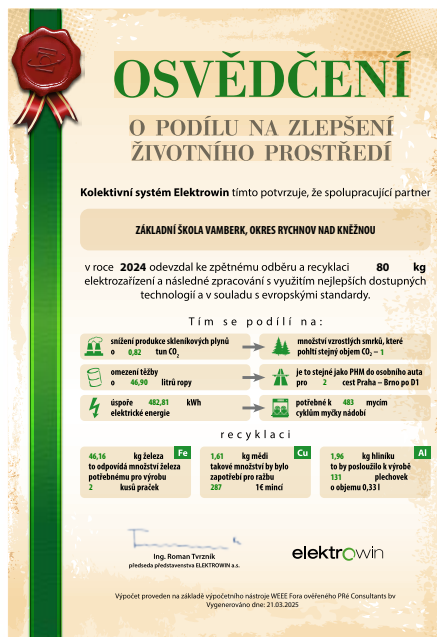 OSVĚDČENÍ
O PODÍLU NA ZLEPŠENÍ
ŽIVOTNÍHO PROSTŘEDÍ
Kolektivní systém Elektrowin tímto potvrzuje, že spolupracující partner
ZÁKLADNÍ ŠKOLA VAMBERK, OKRES RYCHNOV NAD KNĚŽNOU
v roce 2024 odevzdal ke zpětnému odběru a recyklaci 80 kg
elektrozařízení a následné zpracování s využitím nejlepších dostupných
technologií a v souladu s evropskými standardy.
Tím se podílí na:
snížení produkce skleníkových plynů
o 0,82 tun CO₂
množství vzrostlých smrků, které
pohltí stejný objem CO₂ – 1
omezení těžby
o 46,90 litrů ropy
je to stejné jako PHM do osobního auta
pro 2 cest Praha – Brno po D1
úspoře 482,81 kWh
elektrické energie
potřebné k 483 mycím
cyklům myčky nádobí
recyklaci
46,16 kg železa Fe
to odpovídá množství železa
potřebnému pro výrobu
2 kusů praček
1,61 kg mědi Cu
takové množství by bylo
zapotřebí pro ražbu
287 1€ mincí
1,96 kg hliníku Al
to by posloužilo k výrobě
131 plechovek
o objemu 0,33 l
Ing. Roman Tvrzník
předseda představenstva ELEKTROWIN a.s.
elektrowin
Výpočet proveden na základě výpočetního nástroje WEEE Fora ověřeného PRé Consultants bv
Vygenerováno dne: 21.03.2025